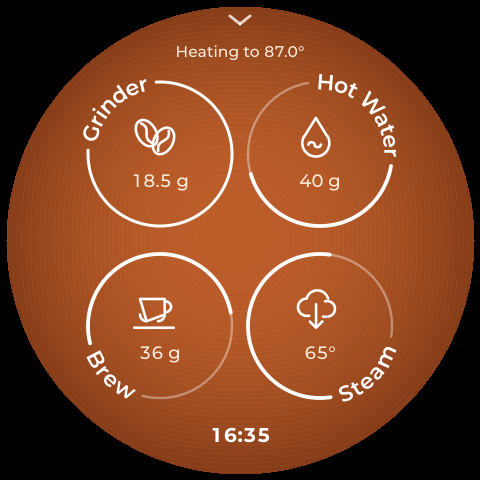 Heating to 87.0°
Grinder
18.5 g
Hot Water
40 g
Brew
36 g
Steam
65°
16:35